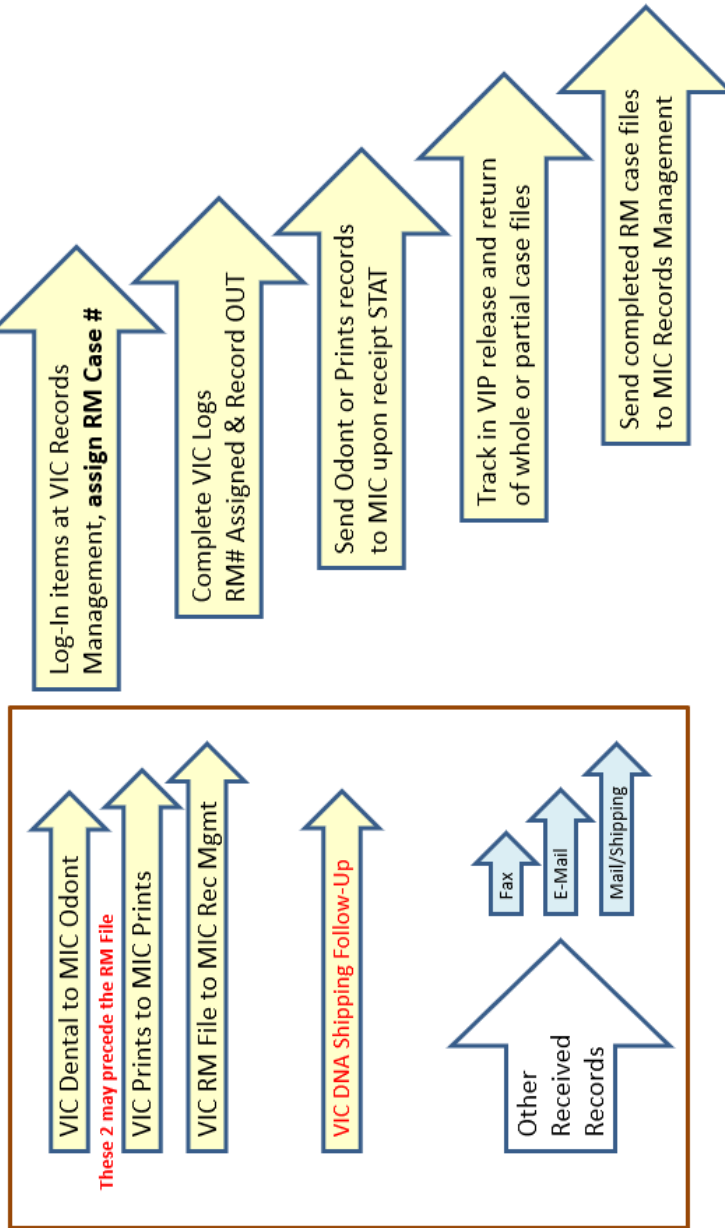 VIC Dental to MIC Odont
These 2 may precede the RM File
VIC Prints to MIC Prints
VIC RM File to MIC Rec Mgmt
VIC DNA Shipping Follow-Up
Other
Received
Records
Fax
E-Mail
Mail/Shipping
Log-In items at VIC Records
Management, assign RM Case #
Complete VIC Logs
RM# Assigned & Record OUT
Send Odont or Prints records
to MIC upon receipt STAT
Track in VIP release and return
of whole or partial case files
Send completed RM case files
to MIC Records Management